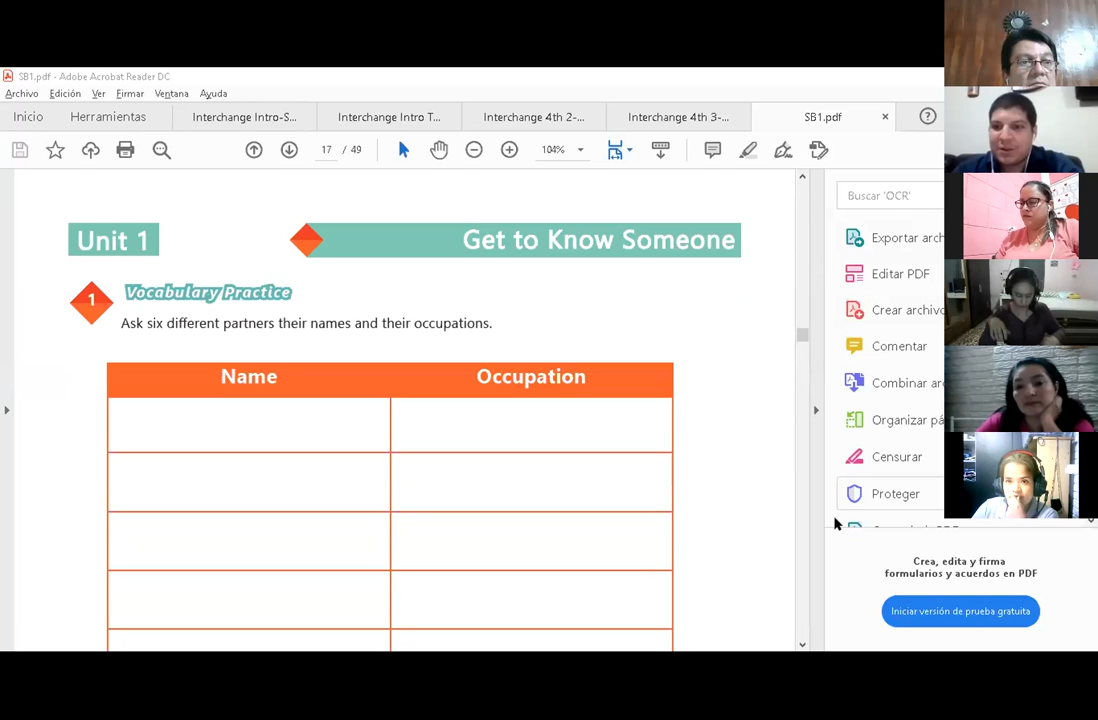 SB1.pdf - Adobe Acrobat Reader DC
Archivo Edición Ver Firmar Ventana Ayuda
Inicio Herramientas Interchange Intro-S... Interchange Intro T... Interchange 4th 2-... Interchange 4th 3-... SB1.pdf
17 / 49 104%
Buscar 'OCR'
Unit 1 Get to Know Someone
1 Vocabulary Practice
Ask six different partners their names and their occupations.
Name Occupation
Exportar arch
Editar PDF
Crear archivo
Comentar
Combinar arc
Organizar pá
Censurar
Proteger
Crea, edita y firma
formularios y acuerdos en PDF
Iniciar versión de prueba gratuita